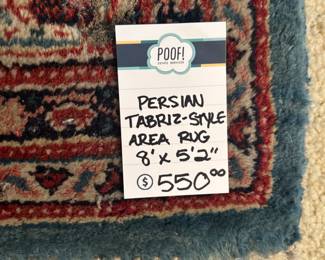 POOF!
ESTATE SERVICES
PERSIAN
TABRIZ-STYLE
AREA RUG
8' x 5'2"
$ 550.00